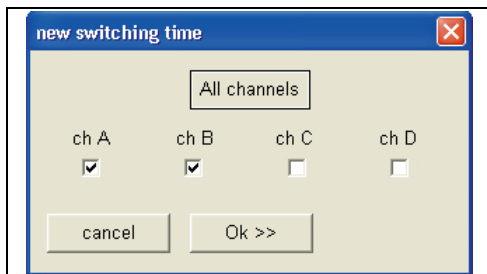 new switching time
All channels
ch A ch B ch C ch D
cancel Ok >>